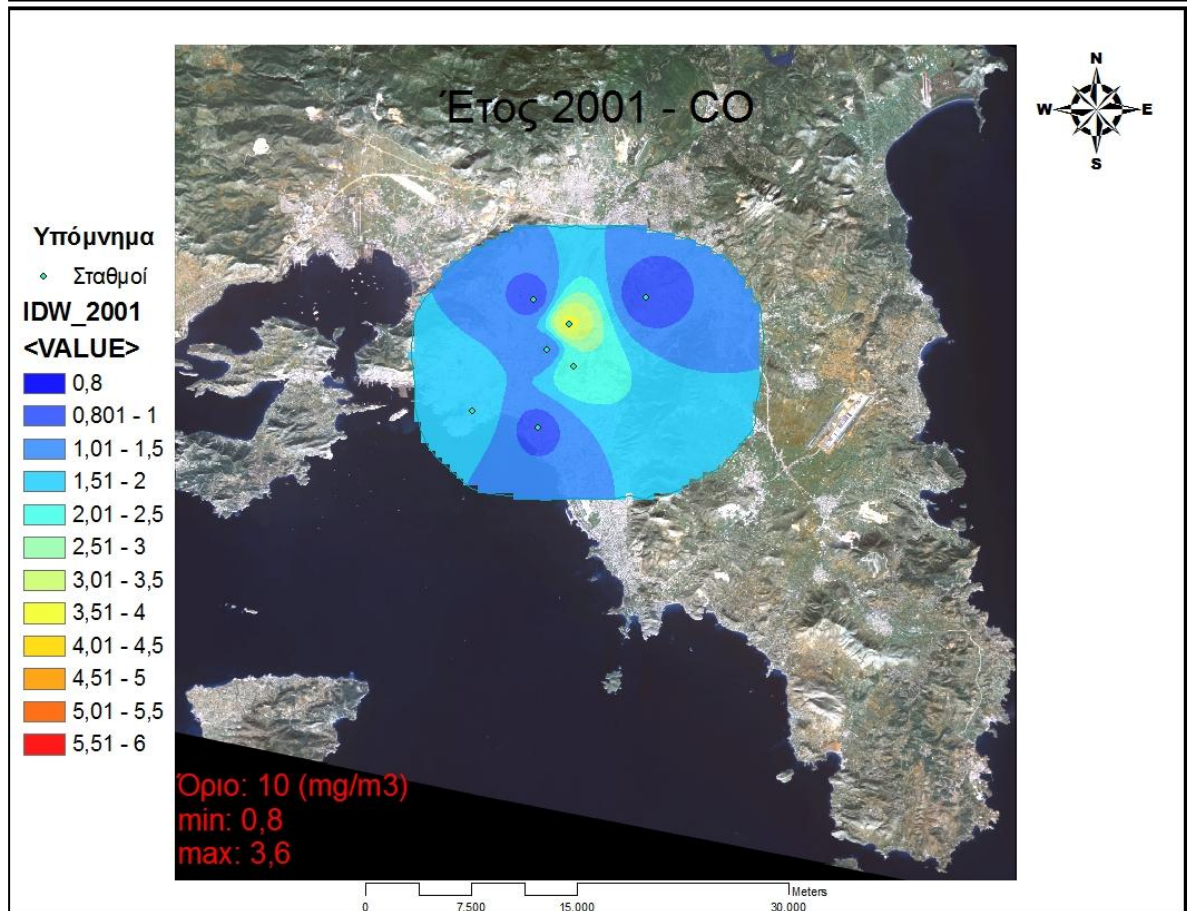 Έτος 2001 - CO
N
W E
S
Υπόμνημα
Σταθμοί
IDW_2001
<VALUE>
0,8
0,801 - 1
1,01 - 1,5
1,51 - 2
2,01 - 2,5
2,51 - 3
3,01 - 3,5
3,51 - 4
4,01 - 4,5
4,51 - 5
5,01 - 5,5
5,51 - 6
Όριο: 10 (mg/m3)
min: 0,8
max: 3,6
Meters
0 7.500 15.000 30.000